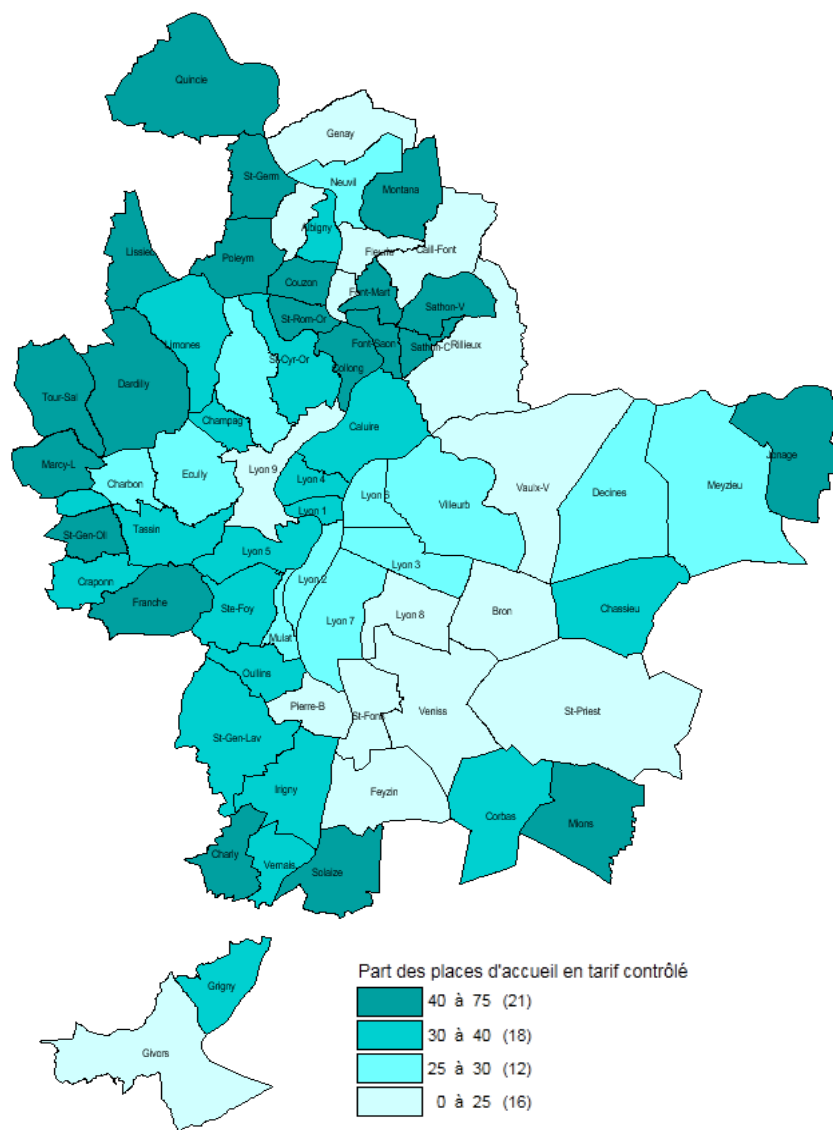 Quincie
Genay
St-Germ
Neuvil
Montana
Albigny
Lissieu
Poleym
Fleurie
Caill-Font
Couzon
Font-Mart
Sathon-V
St-Rom-Or
Limones
St-Cyr-Or
Font-Saon
Sathon-C
Rillieux
Collong
Dardilly
Tour-Sal
Champag
Caluire
Marcy-L
Charbon
Ecully
Lyon 9
Lyon 4
Jonage
Lyon 6
Villeurb
Vaulx-V
Decines
Meyzieu
Lyon 1
St-Gen-Oll
Tassin
Lyon 5
Lyon 3
Craponn
Lyon 2
Franche
Ste-Foy
Lyon 7
Lyon 8
Bron
Chassieu
Mulat
Oullins
Pierre-B
St-Fons
Veniss
St-Priest
St-Gen-Lav
Irigny
Feyzin
Corbas
Mions
Charly
Vernais
Solaize
Grigny
Givors
Part des places d'accueil en tarif contrôlé
40 à 75 (21)
30 à 40 (18)
25 à 30 (12)
0 à 25 (16)